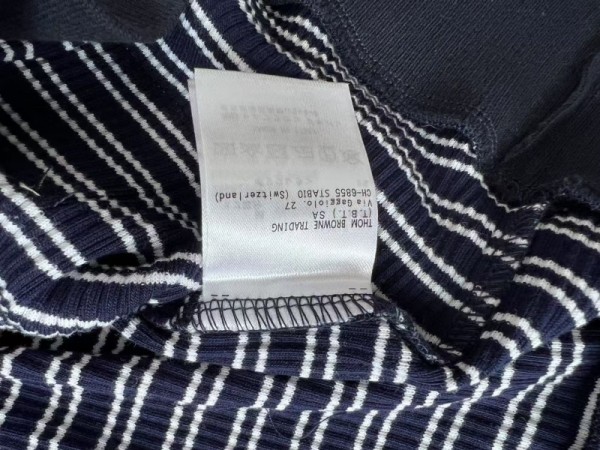 THOM BROWNE TRADING
(T.B.T.) SA
Via Gaggiolo, 27
CH-6855 STABIO (Switzerland)